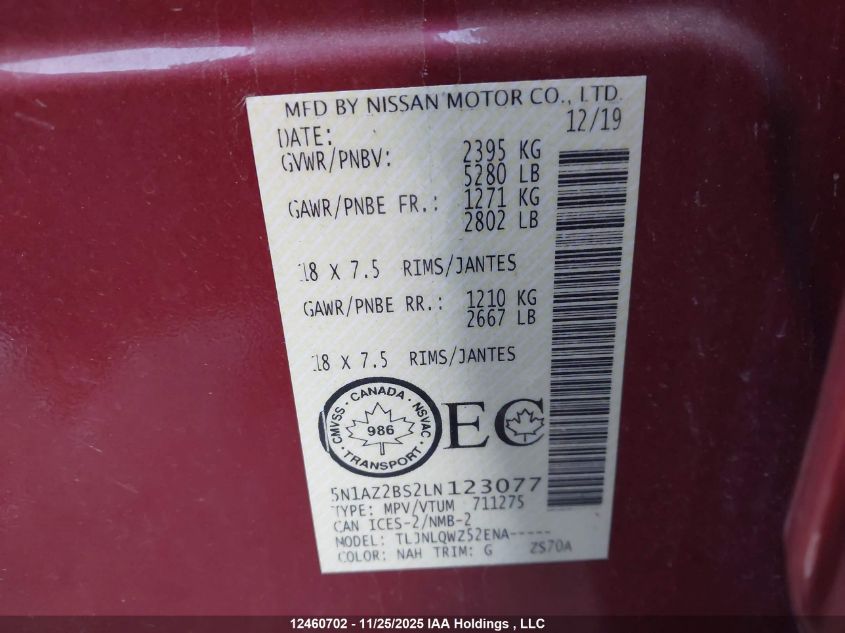 MFD BY NISSAN MOTOR CO., LTD.
DATE: 12/19
GVWR/PNBV: 2395 KG
5280 LB
GAWR/PNBE FR.: 1271 KG
2802 LB
18 X 7.5 RIMS/JANTES
GAWR/PNBE RR.: 1210 KG
2667 LB
18 X 7.5 RIMS/JANTES
CMVSS · CANADA · NSVAC
986
· TRANSPORT ·
EC
5N1AZ2BS2LN123077
TYPE: MPV/VTUM 711275
CAN ICES-2/NMB-2
MODEL: TLJNLQWZ52ENA-----
COLOR: NAH TRIM: G ZS70A
12460702 - 11/25/2025 IAA Holdings , LLC